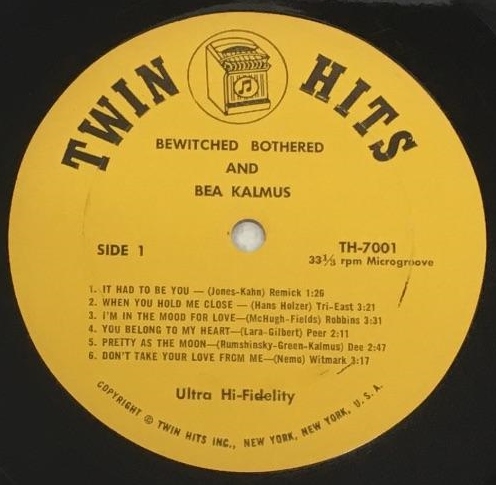 TWIN HITS
BEWITCHED BOTHERED
AND
BEA KALMUS
SIDE 1
TH-7001
33⅓ rpm Microgroove
1. IT HAD TO BE YOU — (Jones-Kahn) Remick 1:26
2. WHEN YOU HOLD ME CLOSE — (Hans Holzer) Tri-East 3:21
3. I'M IN THE MOOD FOR LOVE—(McHugh-Fields) Robbins 3:31
4. YOU BELONG TO MY HEART—(Lara-Gilbert) Peer 2:11
5. PRETTY AS THE MOON—(Rumshinsky-Green-Kalmus) Dee 2:47
6. DON'T TAKE YOUR LOVE FROM ME—(Nemo) Witmark 3:17
Ultra Hi-Fidelity
COPYRIGHT © TWIN HITS INC., NEW YORK, NEW YORK, U.S.A.